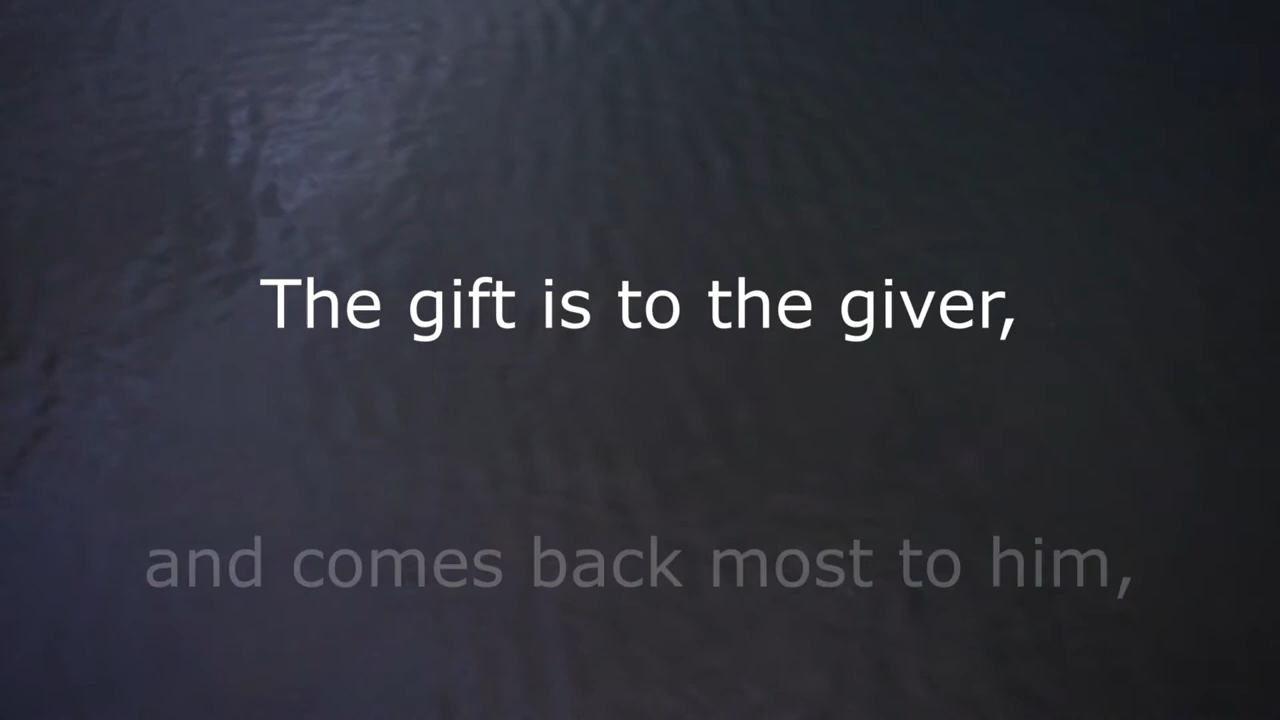 The gift is to the giver,
and comes back most to him,